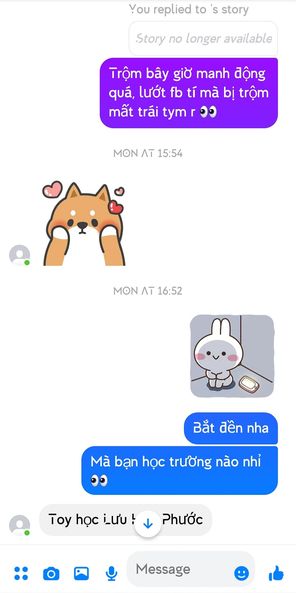 You replied to 's story
Story no longer available
Trộm bây giờ manh động
quá, lướt fb tí mà bị trộm
mất trái tym r 👀
MON AT 15:54
MON AT 16:52
Bắt đền nha
Mà bạn học trường nào nhỉ
👀
Toy học Lưu Phước
Message